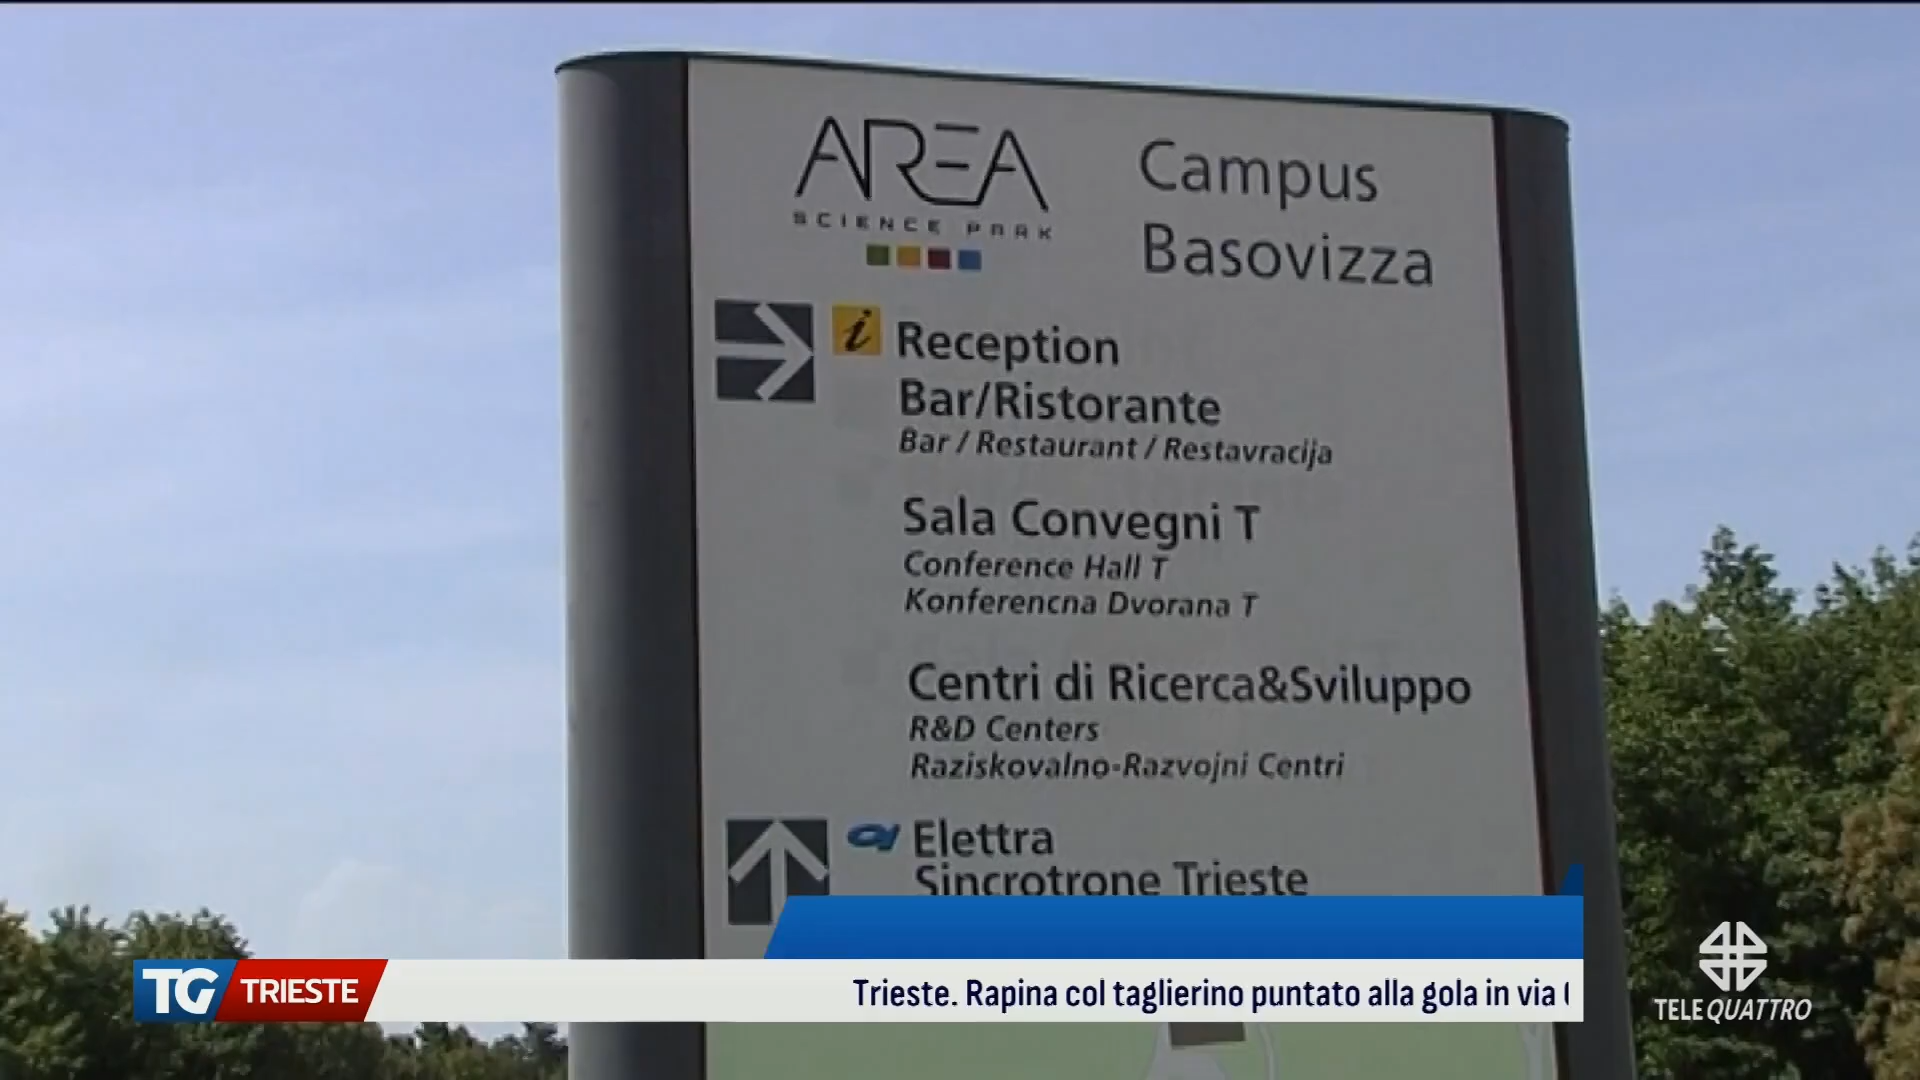 AREA
SCIENCE PARK
Campus
Basovizza
i Reception
Bar/Ristorante
Bar / Restaurant / Restavracija
Sala Convegni T
Conference Hall T
Konferencna Dvorana T
Centri di Ricerca&Sviluppo
R&D Centers
Raziskovalno-Razvojni Centri
Elettra
Sincrotrone Trieste
TG TRIESTE
Trieste. Rapina col taglierino puntato alla gola in via
TELEQUATTRO